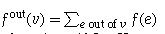 f^out(v) = ∑_{e out of v} f(e)